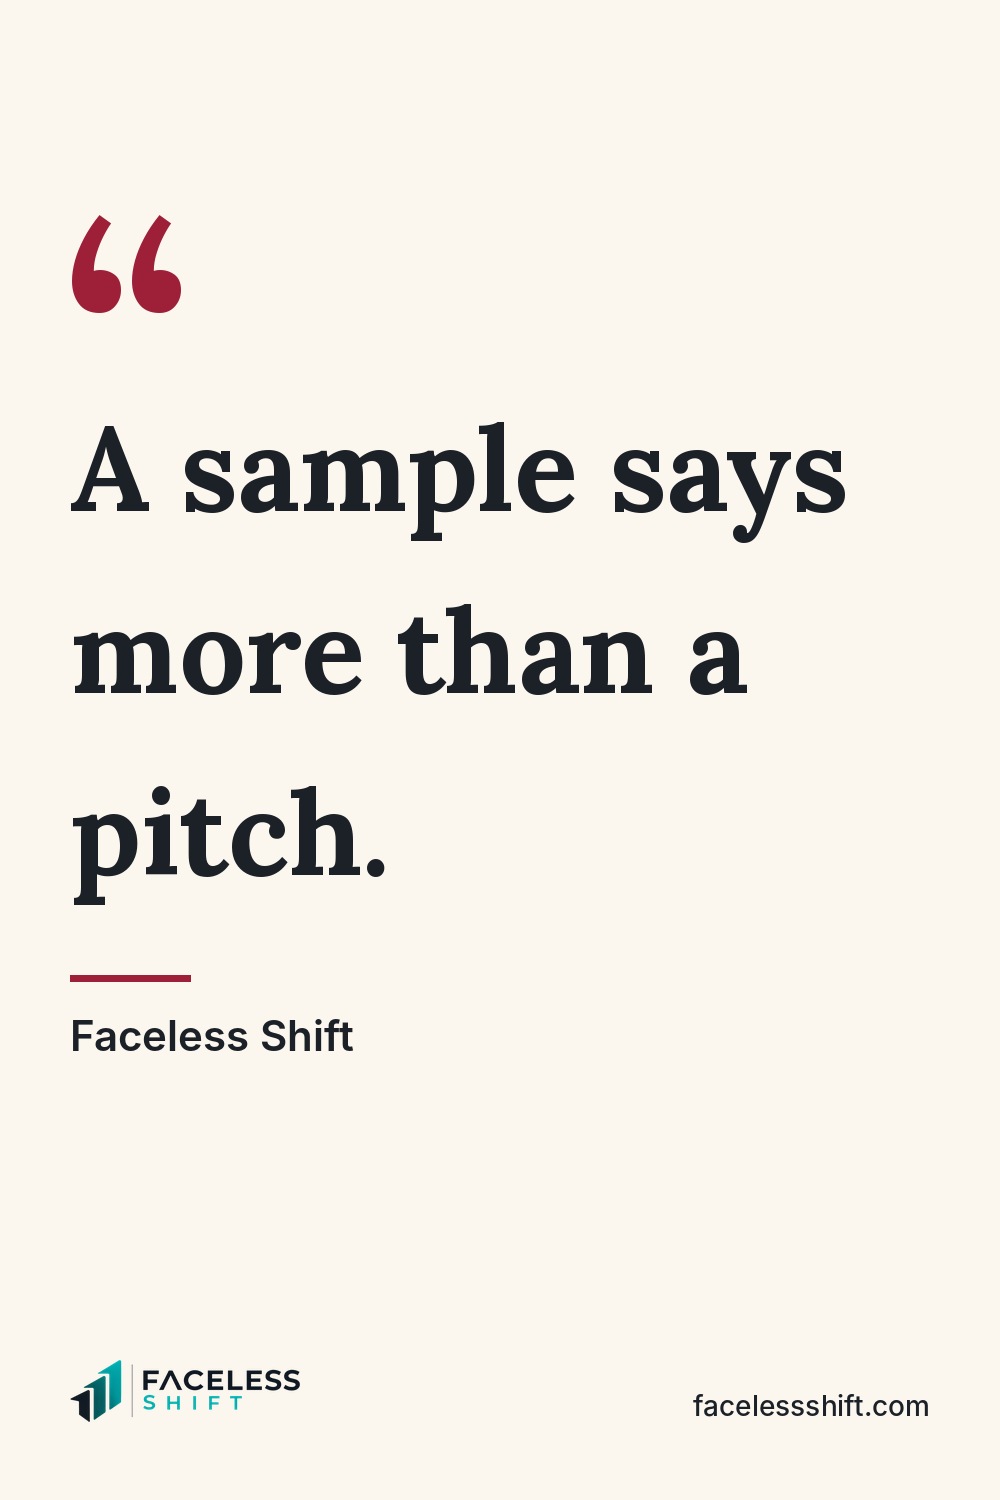 “
A sample says
more than a
pitch.
Faceless Shift
FACELESS
SHIFT
facelessshift.com